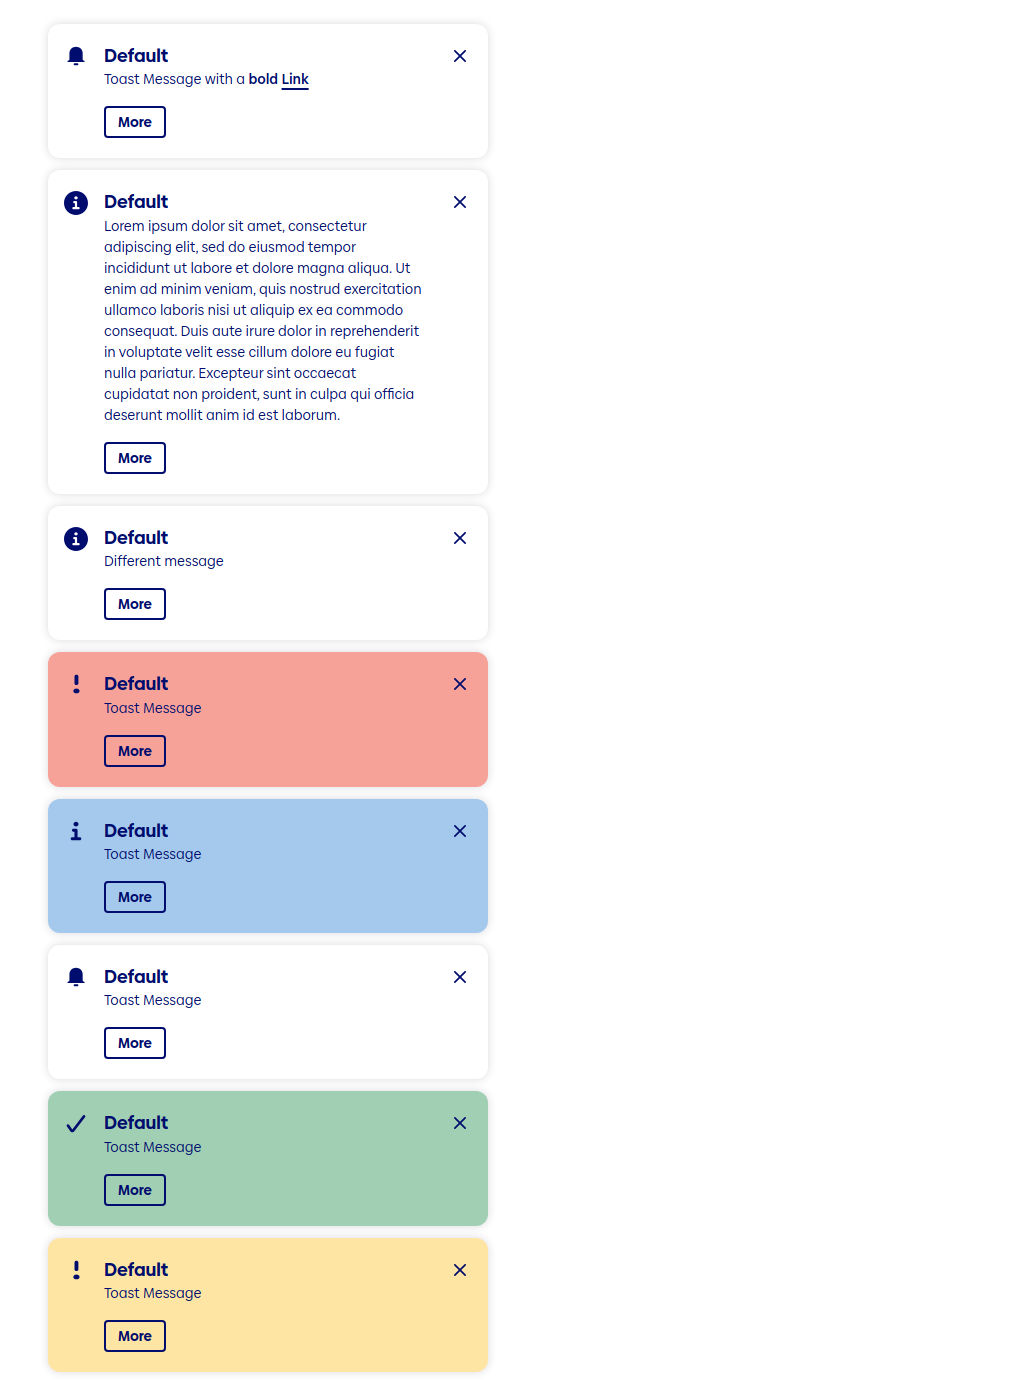 Default
Toast Message with a bold Link
More
Default
Lorem ipsum dolor sit amet, consectetur
adipiscing elit, sed do eiusmod tempor
incididunt ut labore et dolore magna aliqua. Ut
enim ad minim veniam, quis nostrud exercitation
ullamco laboris nisi ut aliquip ex ea commodo
consequat. Duis aute irure dolor in reprehenderit
in voluptate velit esse cillum dolore eu fugiat
nulla pariatur. Excepteur sint occaecat
cupidatat non proident, sunt in culpa qui officia
deserunt mollit anim id est laborum.
More
Default
Different message
More
Default
Toast Message
More
Default
Toast Message
More
Default
Toast Message
More
Default
Toast Message
More
Default
Toast Message
More